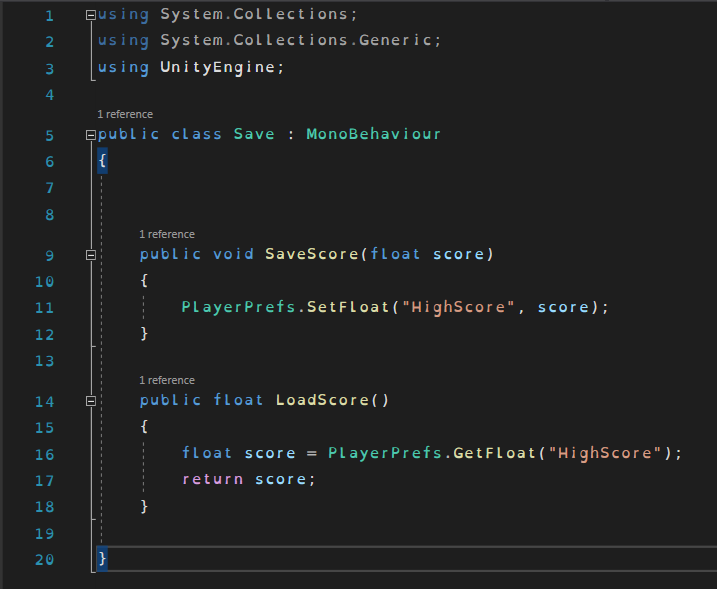 1 using System.Collections;
2 using System.Collections.Generic;
3 using UnityEngine;
4
1 reference
5 public class Save : MonoBehaviour
6 {
7
8
1 reference
9 public void SaveScore(float score)
10 {
11 PlayerPrefs.SetFloat("HighScore", score);
12 }
13
1 reference
14 public float LoadScore()
15 {
16 float score = PlayerPrefs.GetFloat("HighScore");
17 return score;
18 }
19
20 }